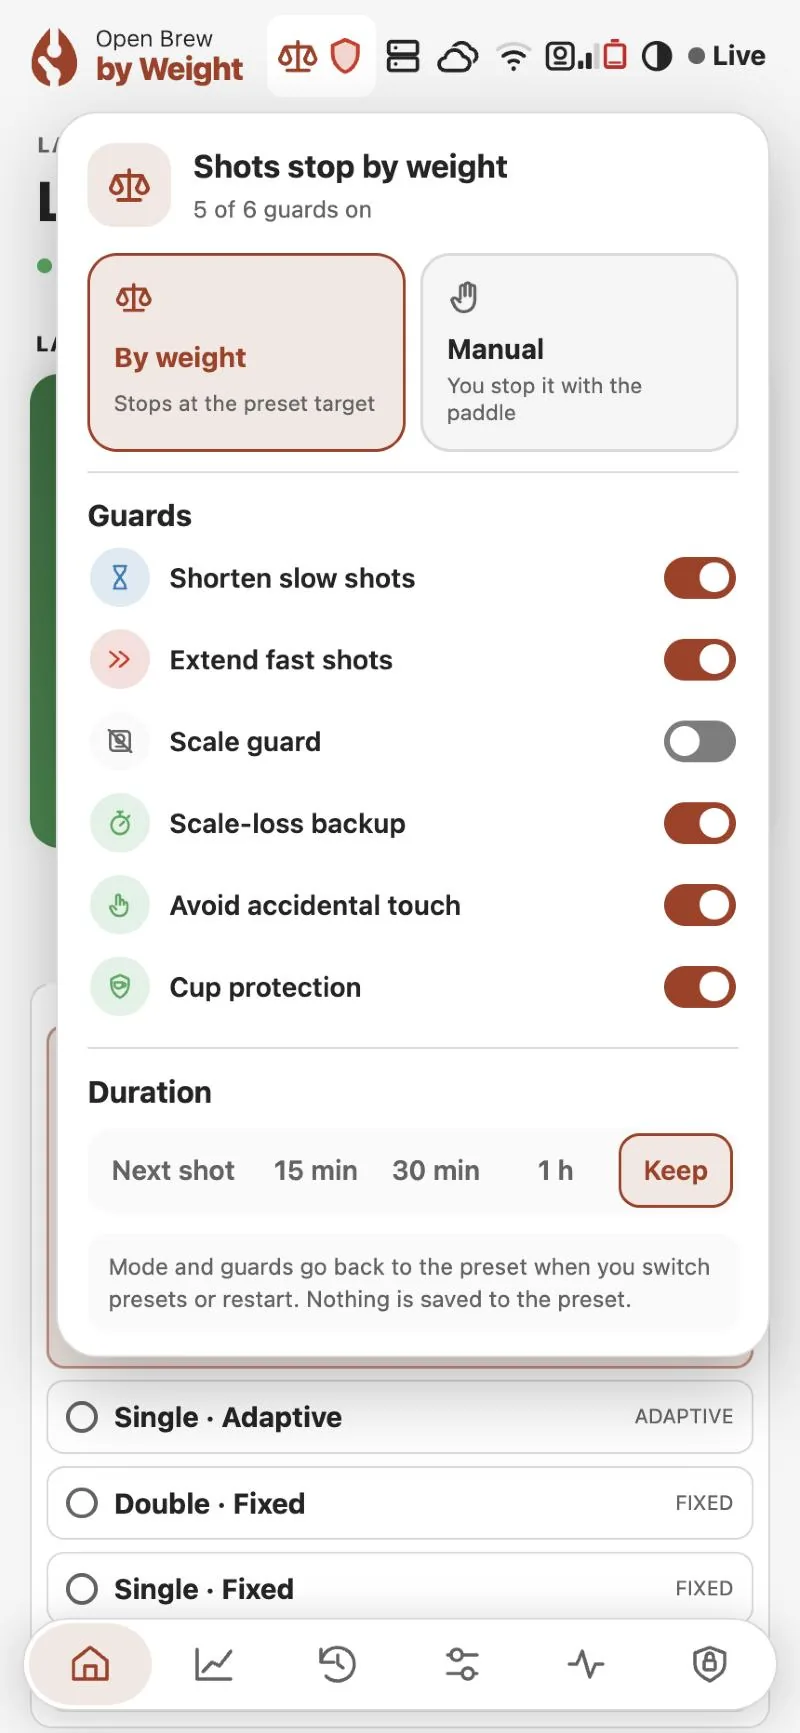 Open Brew
by Weight
Live
Shots stop by weight
5 of 6 guards on
By weight
Stops at the preset target
Manual
You stop it with the
paddle
Guards
Shorten slow shots
Extend fast shots
Scale guard
Scale-loss backup
Avoid accidental touch
Cup protection
Duration
Next shot 15 min 30 min 1 h Keep
Mode and guards go back to the preset when you switch
presets or restart. Nothing is saved to the preset.
Single · Adaptive ADAPTIVE
Double · Fixed FIXED
Single · Fixed FIXED